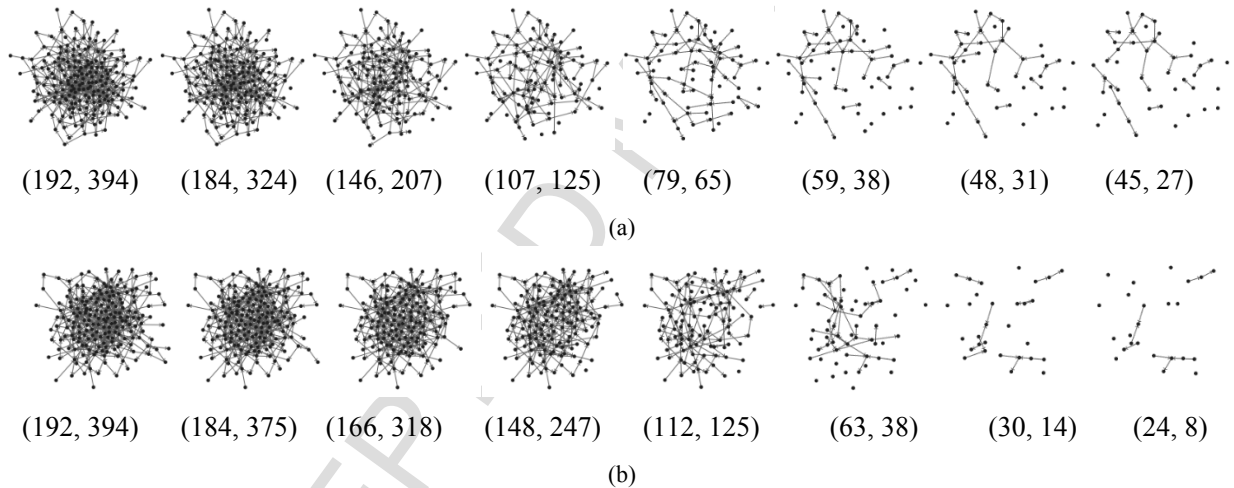 (192, 394) (184, 324) (146, 207) (107, 125) (79, 65) (59, 38) (48, 31) (45, 27)
(a)
(192, 394) (184, 375) (166, 318) (148, 247) (112, 125) (63, 38) (30, 14) (24, 8)
(b)